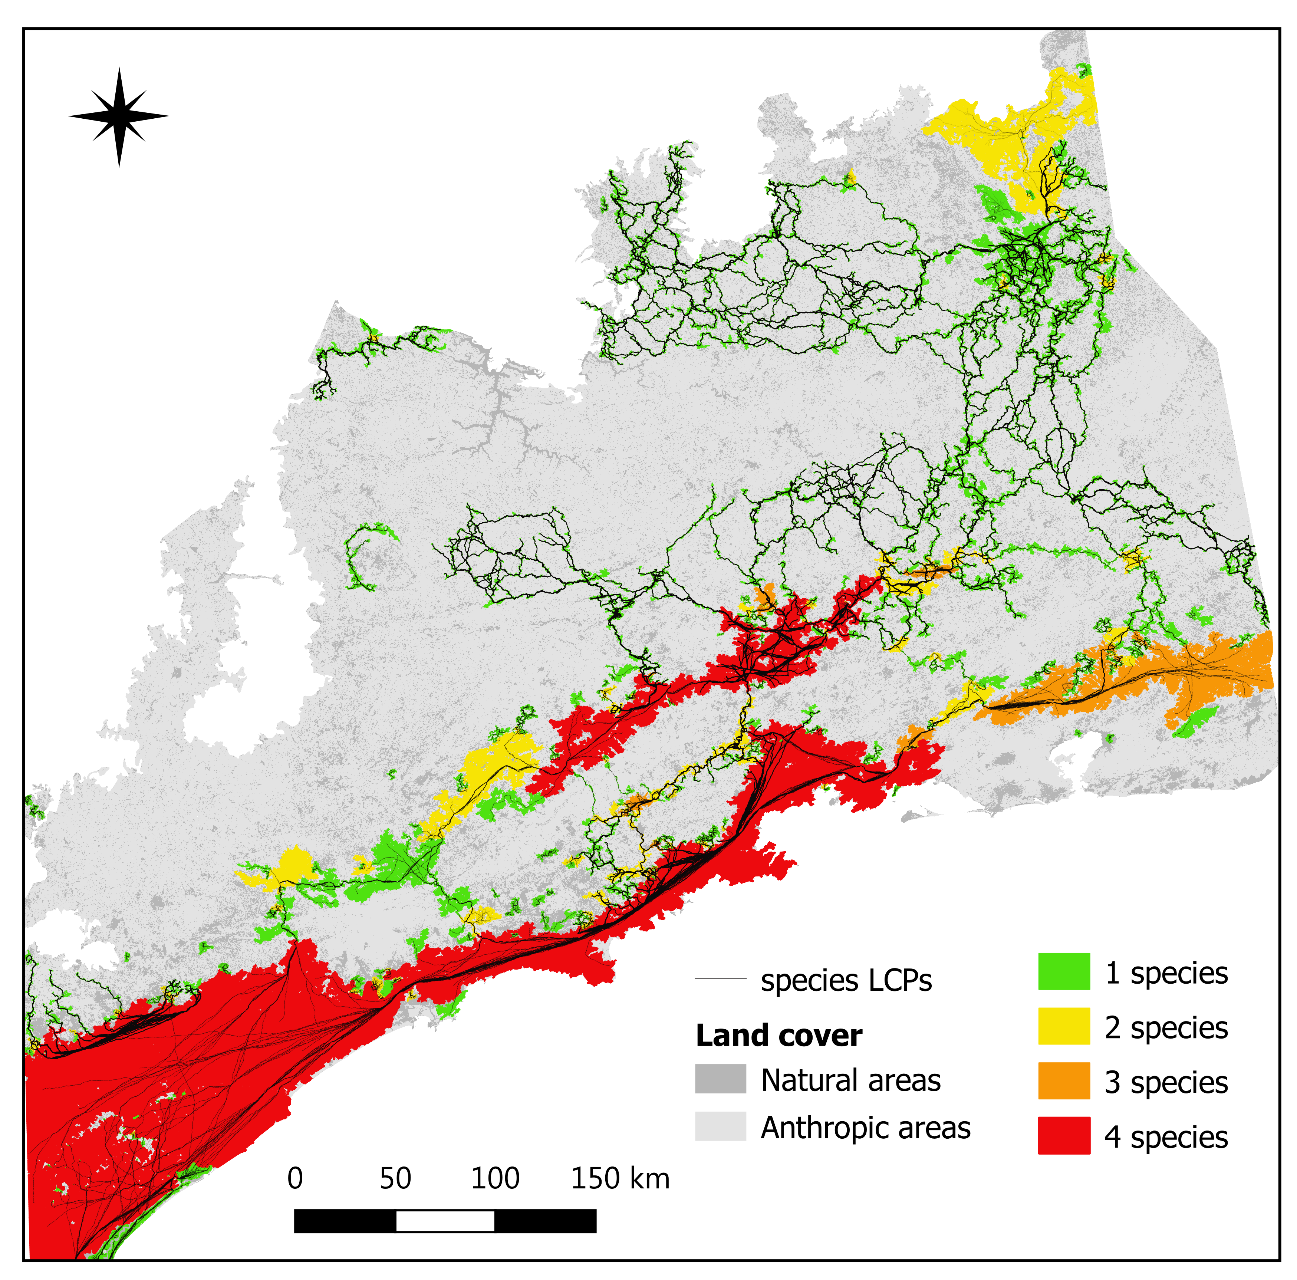 species LCPs
Land cover
Natural areas
Anthropic areas
1 species
2 species
3 species
4 species
0 50 100 150 km